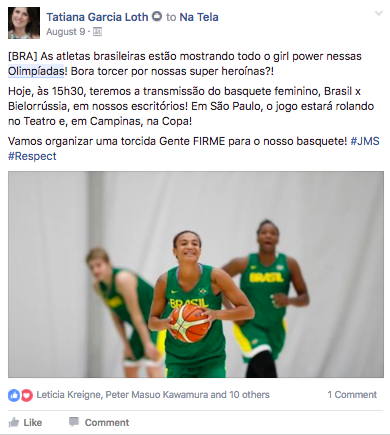 Tatiana Garcia Loth to Na Tela
August 9 ·
[BRA] As atletas brasileiras estão mostrando todo o girl power nessas
Olimpíadas! Bora torcer por nossas super heroínas?!
Hoje, às 15h30, teremos a transmissão do basquete feminino, Brasil x
Bielorrússia, em nossos escritórios! Em São Paulo, o jogo estará rolando
no Teatro e, em Campinas, na Copa!
Vamos organizar uma torcida Gente FIRME para o nosso basquete! #JMS
#Respect
BRASIL
BRASIL
Leticia Kreigne, Peter Masuo Kawamura and 10 others
1 Comment
Like
Comment